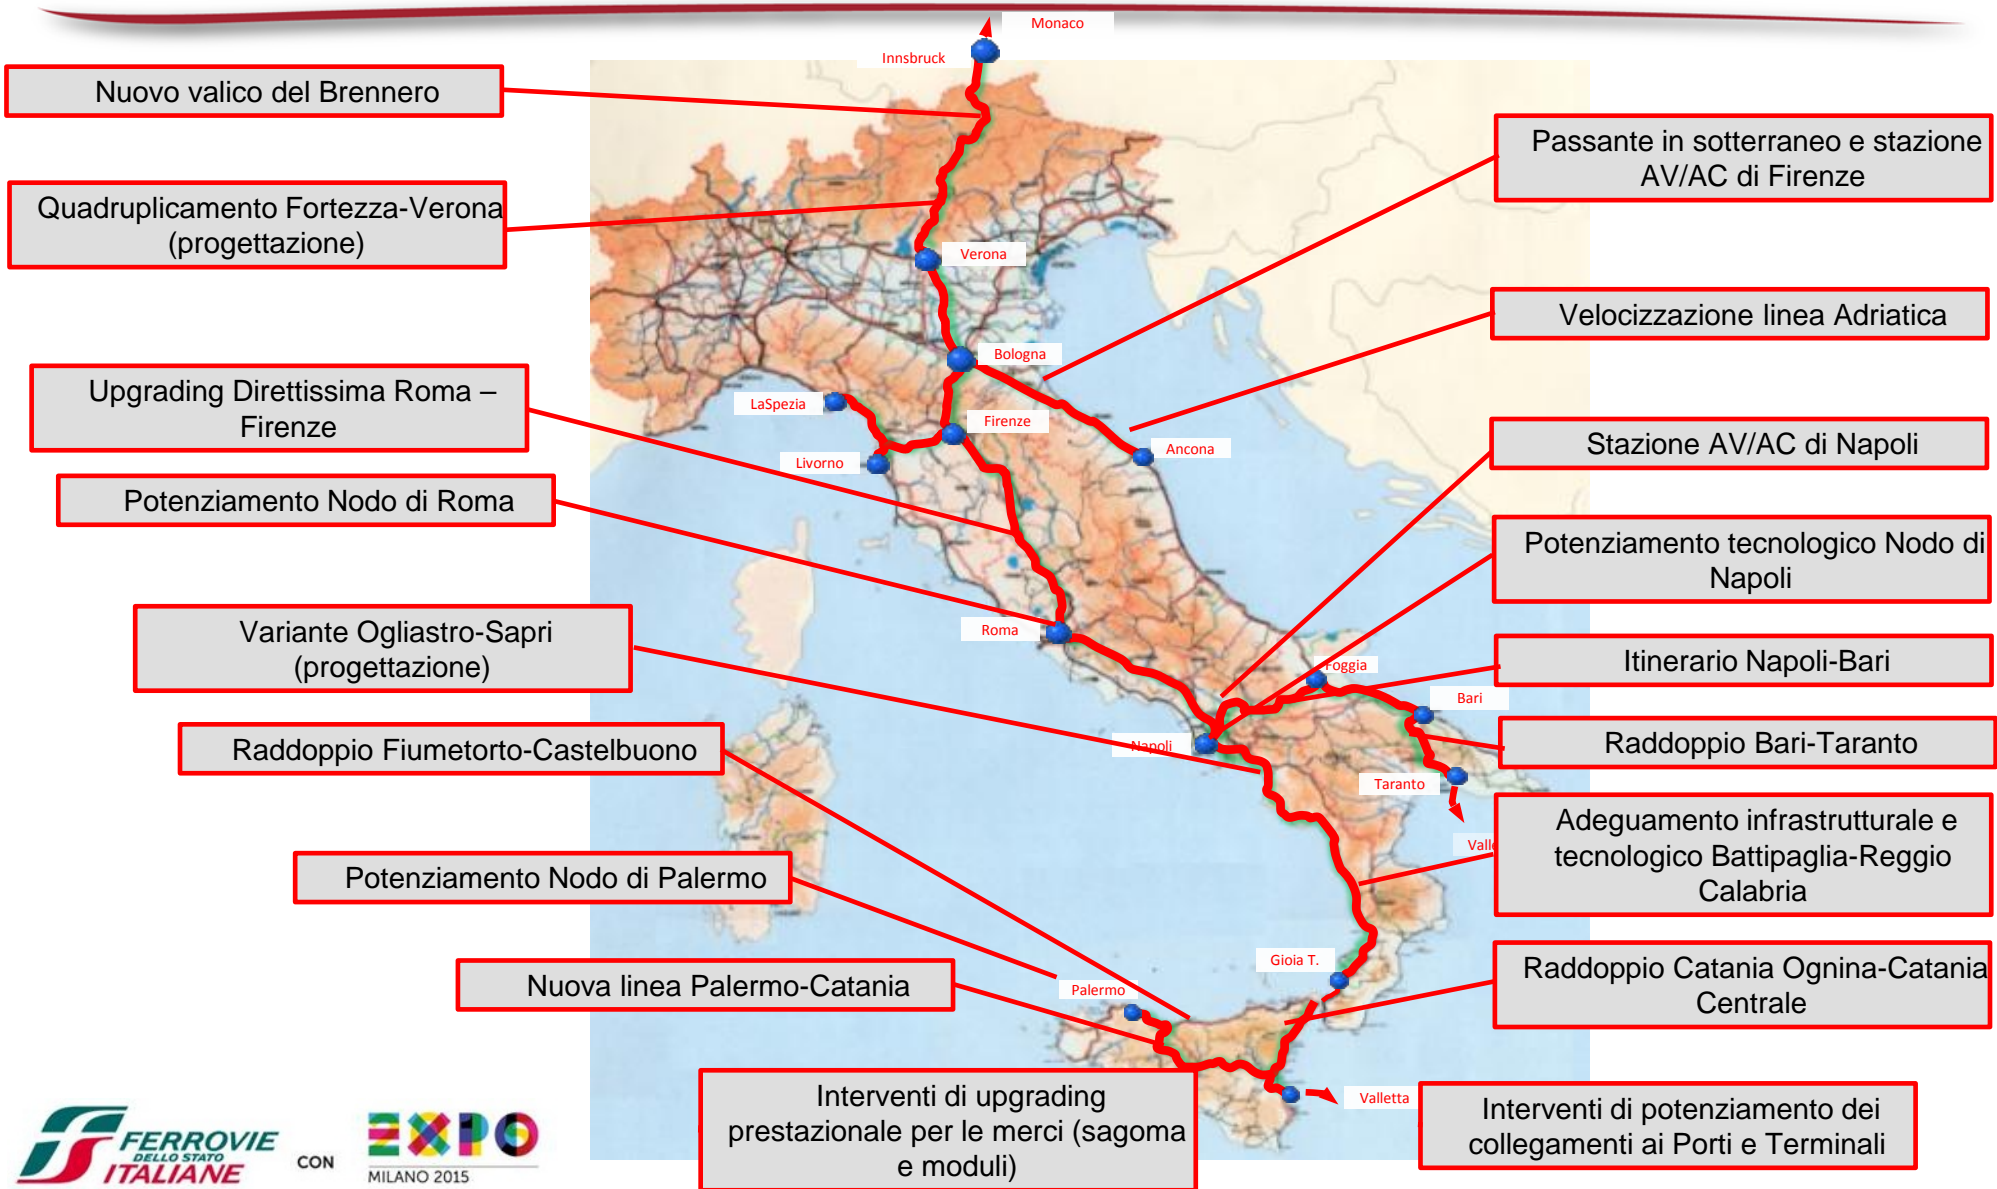 Monaco
Innsbruck
Nuovo valico del Brennero
Passante in sotterraneo e stazione
AV/AC di Firenze
Quadruplicamento Fortezza-Verona
(progettazione)
Verona
Velocizzazione linea Adriatica
Bologna
Upgrading Direttissima Roma –
Firenze
LaSpezia
Firenze
Ancona
Stazione AV/AC di Napoli
Livorno
Potenziamento Nodo di Roma
Potenziamento tecnologico Nodo di
Napoli
Roma
Variante Ogliastro-Sapri
(progettazione)
Foggia
Itinerario Napoli-Bari
Bari
Raddoppio Fiumetorto-Castelbuono
Napoli
Raddoppio Bari-Taranto
Taranto
Adeguamento infrastrutturale e
tecnologico Battipaglia-Reggio
Calabria
Potenziamento Nodo di Palermo
Gioia T.
Raddoppio Catania Ognina-Catania
Centrale
Nuova linea Palermo-Catania
Palermo
Interventi di upgrading
prestazionale per le merci (sagoma
e moduli)
Valletta
Interventi di potenziamento dei
collegamenti ai Porti e Terminali
FERROVIE
DELLO STATO
ITALIANE
CON
EXPO
MILANO 2015